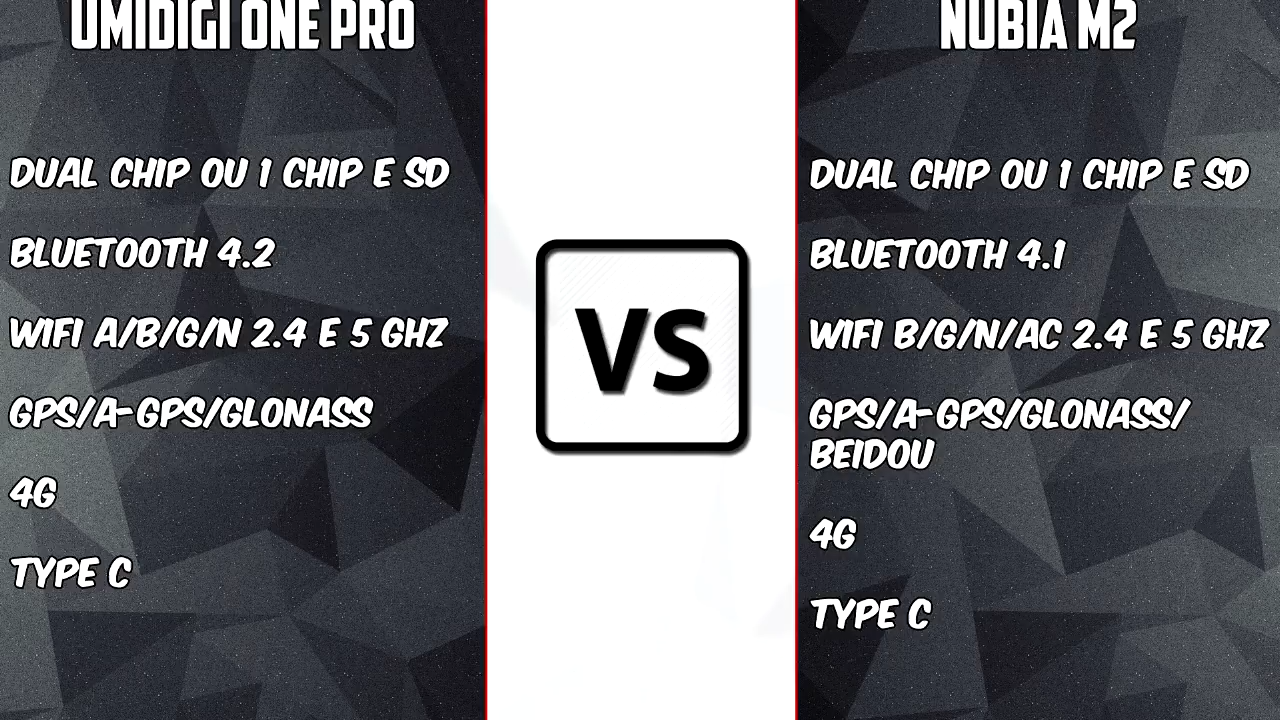 UMIDIGI ONE PRO
DUAL CHIP OU 1 CHIP E SD
BLUETOOTH 4.2
WIFI A/B/G/N 2.4 E 5 GHZ
GPS/A-GPS/GLONASS
4G
TYPE C
VS
NUBIA M2
DUAL CHIP OU 1 CHIP E SD
BLUETOOTH 4.1
WIFI B/G/N/AC 2.4 E 5 GHZ
GPS/A-GPS/GLONASS/
BEIDOU
4G
TYPE C